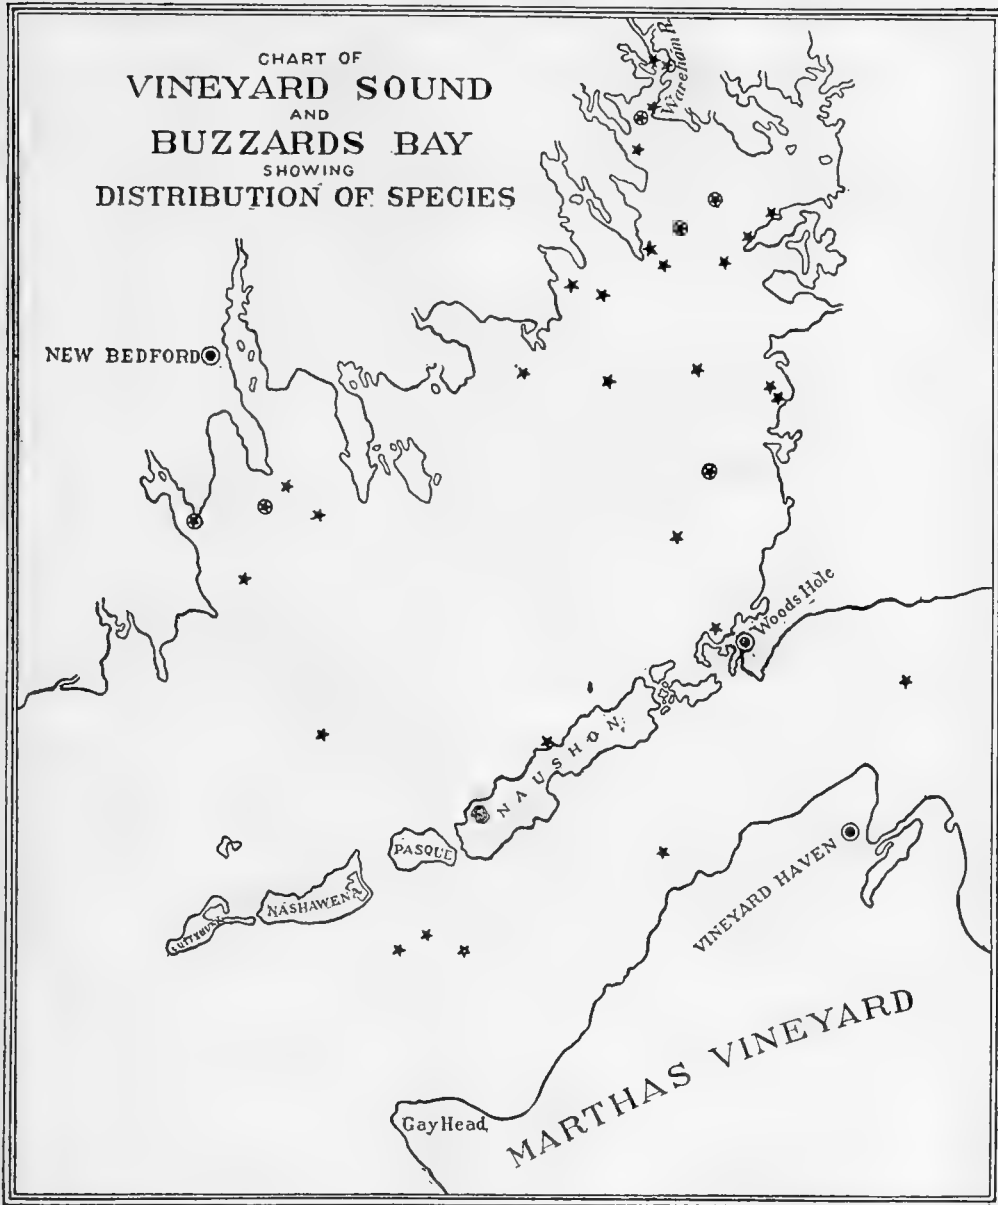 CHART OF
VINEYARD SOUND
AND
BUZZARDS BAY
SHOWING
DISTRIBUTION OF SPECIES
Wareham R.
NEW BEDFORD
Woods Hole
NAUSHON
PASQUE
NASHAWENA
VINEYARD HAVEN
MARTHAS VINEYARD
Gay Head